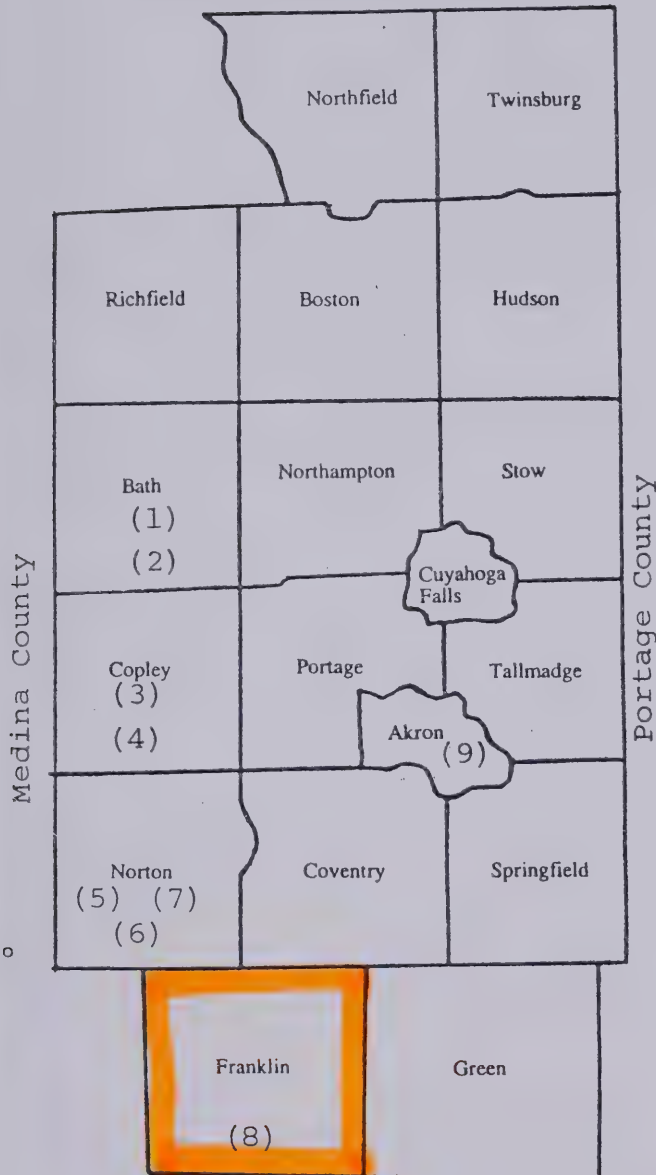 Northfield
Twinsburg
Richfield
Boston
Hudson
Bath
(1)
(2)
Northampton
Stow
Cuyahoga
Falls
Medina County
Portage County
Copley
(3)
(4)
Portage
Tallmadge
Akron
(9)
Norton
(5) (7)
(6)
Coventry
Springfield
Franklin
(8)
Green